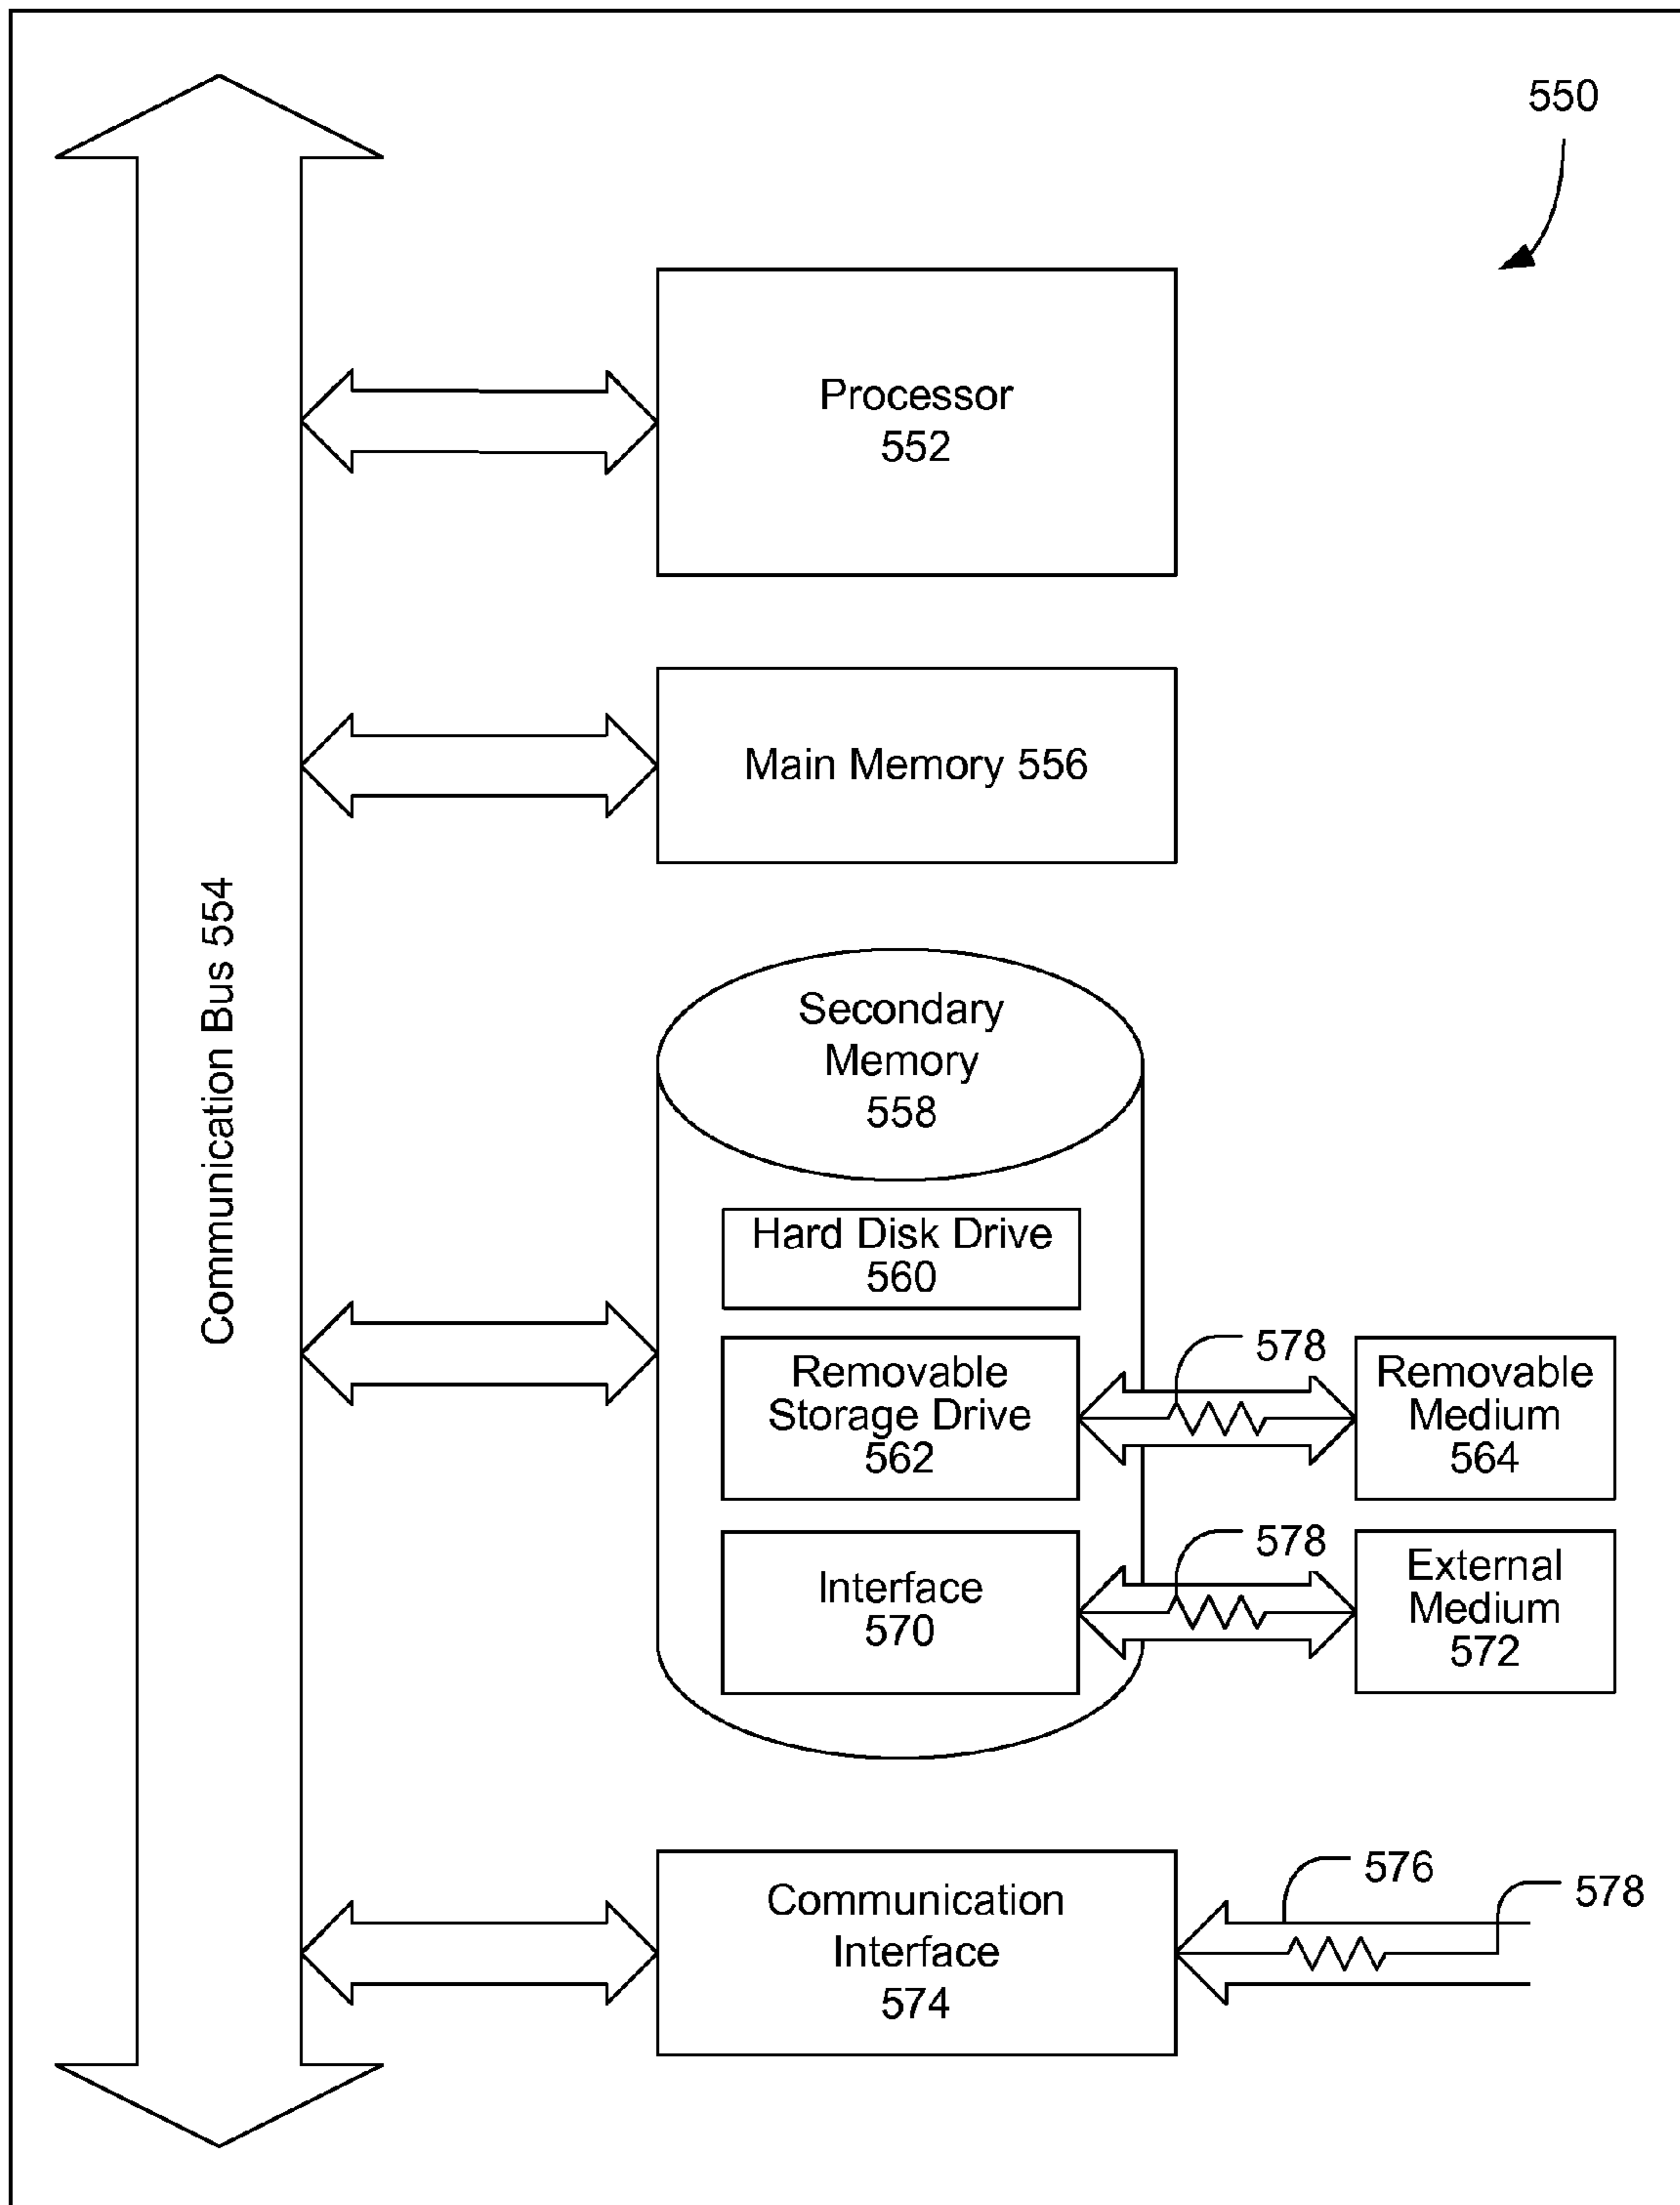 550
Processor
552
Main Memory 556
Communication Bus 554
Secondary
Memory
558
Hard Disk Drive
560
Removable
Storage Drive
562
578
Removable
Medium
564
Interface
570
578
External
Medium
572
Communication
Interface
574
576
578